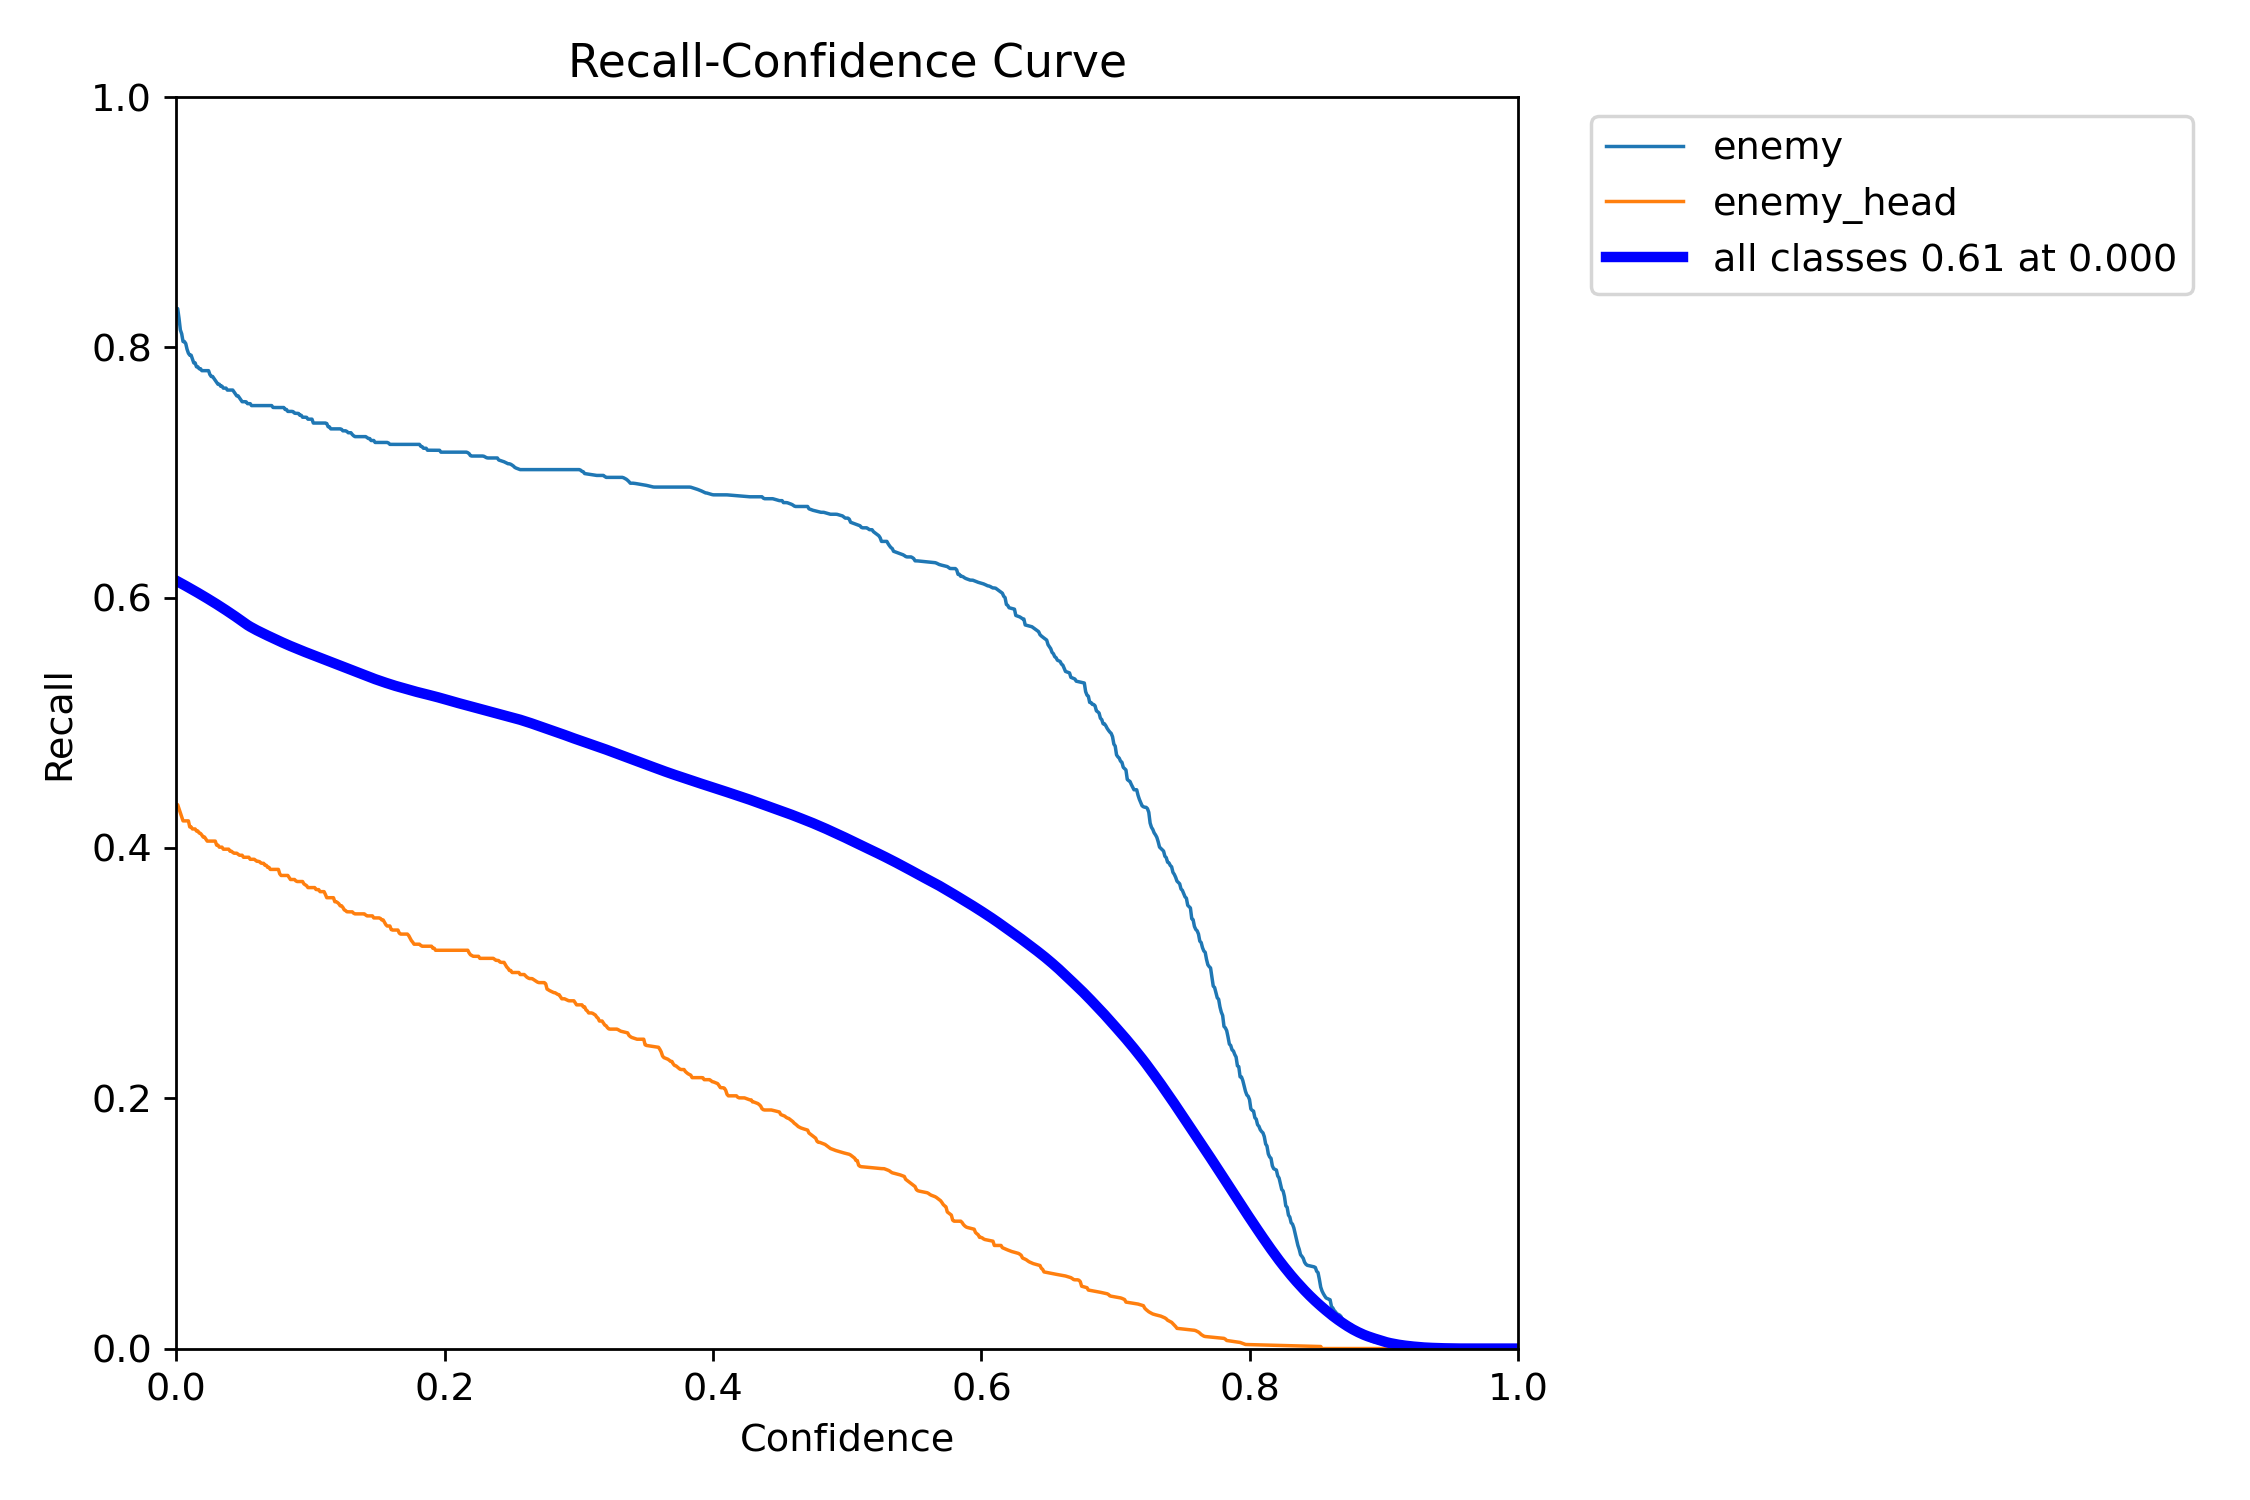 Recall-Confidence Curve
1.0
0.8
0.6
0.4
0.2
0.0
Recall
0.0 0.2 0.4 0.6 0.8 1.0
Confidence
enemy
enemy_head
all classes 0.61 at 0.000